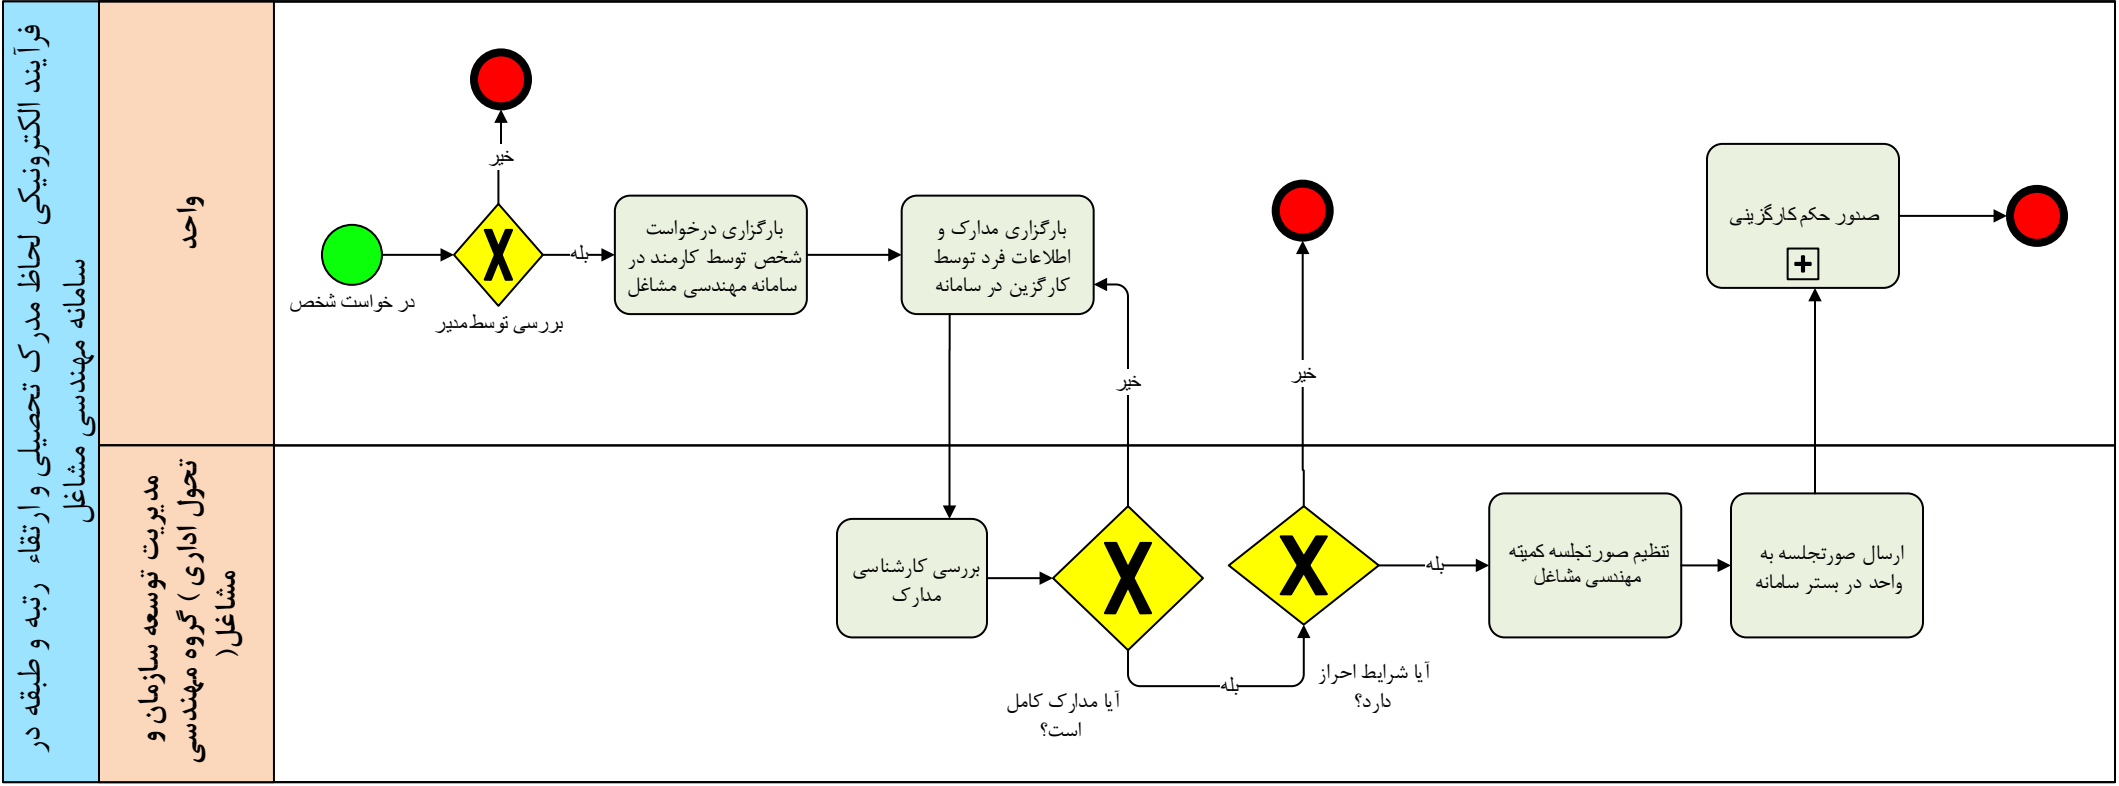 فرآیند الکترونیکی لحاظ مدرک تحصیلی و ارتقاء رتبه و طبقه در
سامانه مهندسی مشاغل
واحد
در خواست شخص
خیر
بررسی توسط مدیر
بله
بارگزاری درخواست
شخص توسط کارمند در
سامانه مهندسی مشاغل
بارگزاری مدارک و
اطلاعات فرد توسط
کارگزین در سامانه
خیر
خیر
صدور حکم کارگزینی
مدیریت توسعه سازمان و
تحول اداری ) گروه مهندسی
مشاغل(
بررسی کارشناسی
مدارک
آیا مدارک کامل
است؟
بله
آیا شرایط احراز
دارد؟
بله
تنظیم صورتجلسه کمیته
مهندسی مشاغل
ارسال صورتجلسه به
واحد در بستر سامانه